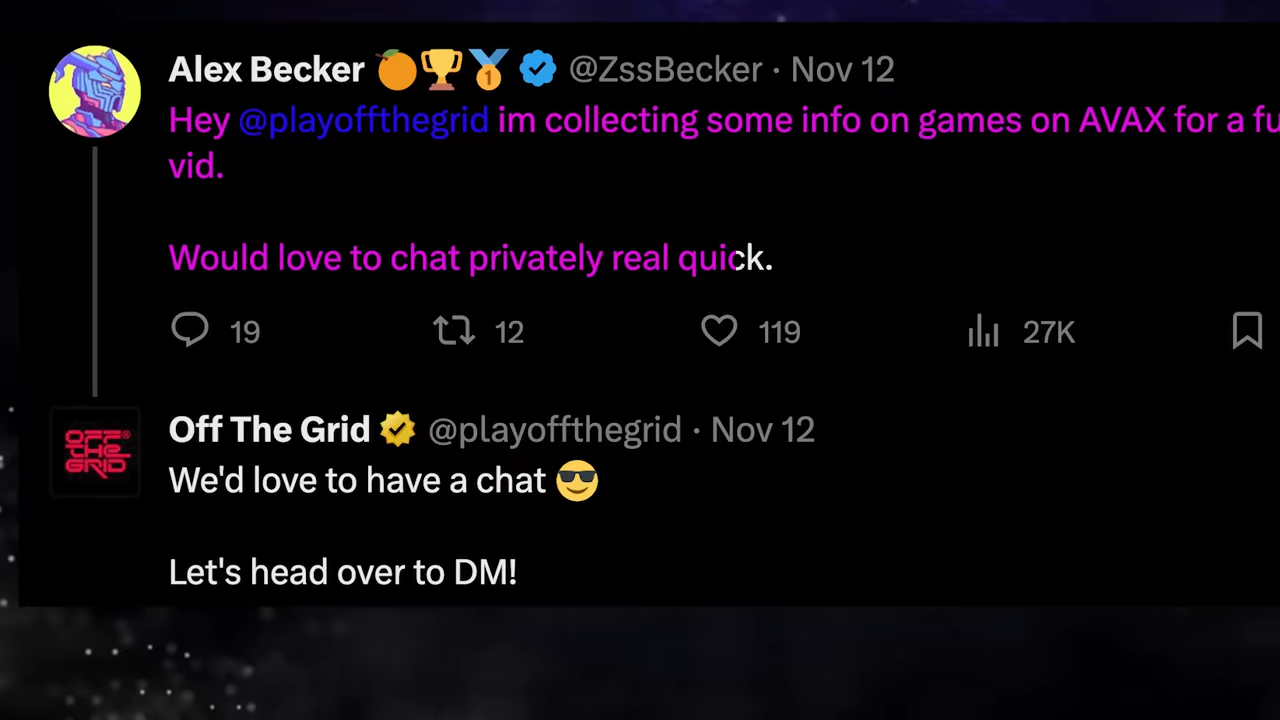 Alex Becker 🍊🏆🥇 @ZssBecker · Nov 12
Hey @playoffthegrid im collecting some info on games on AVAX for a fu
vid.
Would love to chat privately real quick.
19 12 119 27K
OFF
THE
GRID
Off The Grid @playoffthegrid · Nov 12
We'd love to have a chat 😎
Let's head over to DM!